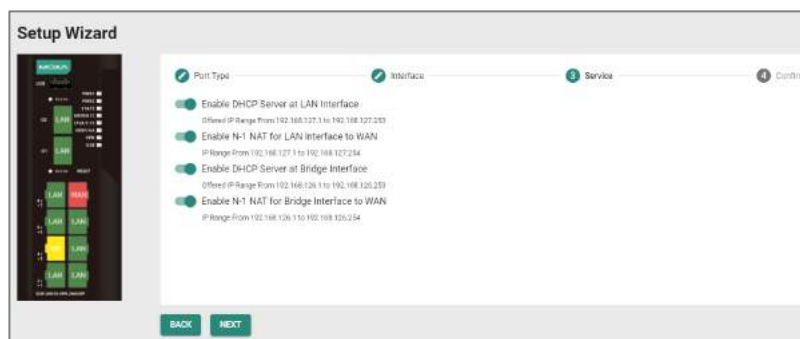 Setup Wizard
MOXA
Port Type
Interface
3 Service
4 Confir
Enable DHCP Server at LAN Interface
Offered IP Range From 192.168.127.1 to 192.168.127.253
Enable N-1 NAT for LAN Interface to WAN
IP Range From 192.168.127.1 to 192.168.127.254
Enable DHCP Server at Bridge Interface
Offered IP Range From 192.168.126.1 to 192.168.126.253
Enable N-1 NAT for Bridge Interface to WAN
IP Range From 192.168.126.1 to 192.168.126.254
LAN
LAN
RESET
LAN WAN
LAN LAN
LAN
LAN LAN
BACK NEXT